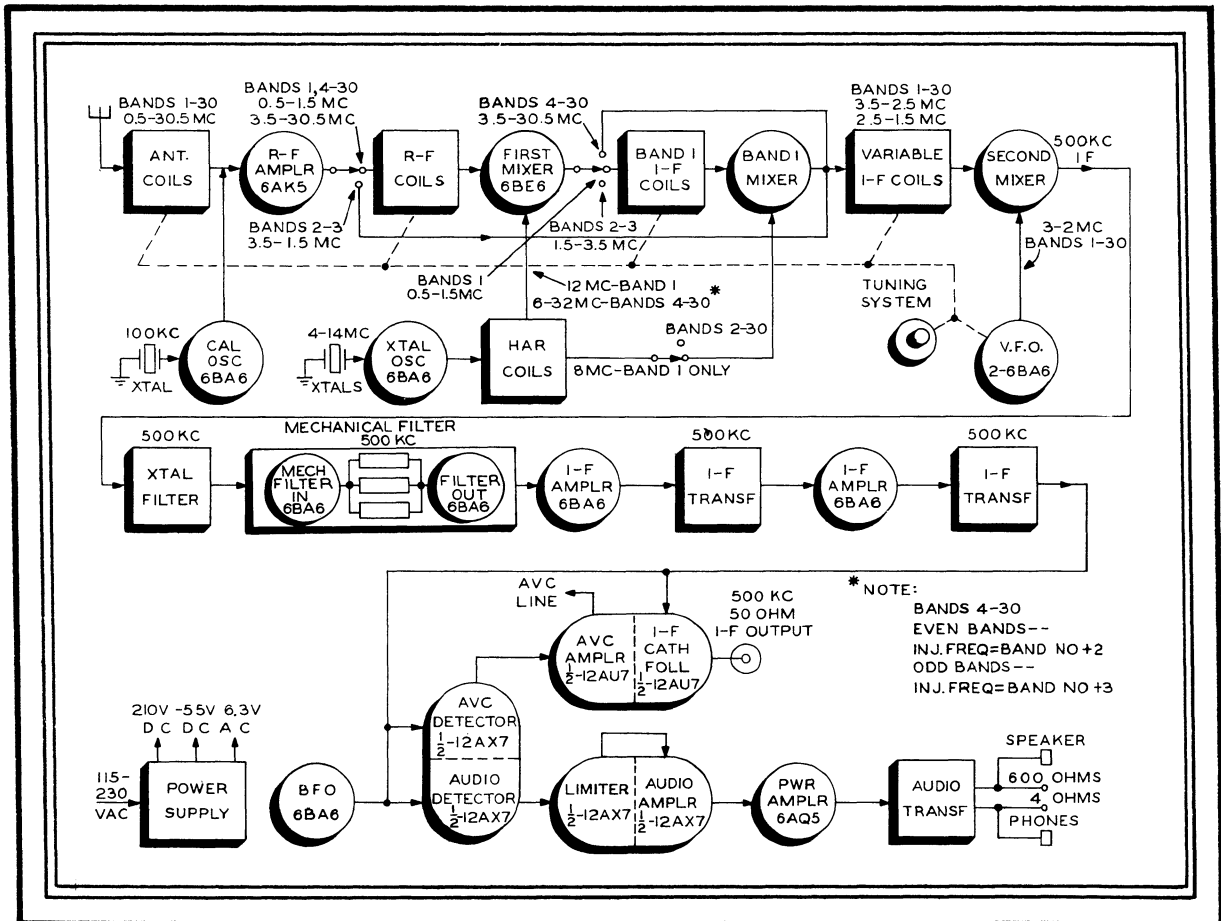 BANDS 1-30
0.5-1.5 MC
BANDS 1,4-30
0.5-1.5 MC
3.5-30.5 MC
BANDS 4-30
3.5-30.5 MC
BANDS 1-30
3.5-2.5 MC
2.5-1.5 MC
ANT.
COILS
R-F
AMPLR
6AK5
R-F
COILS
FIRST
MIXER
6BE6
BAND 1
I-F
COILS
BAND 1
MIXER
VARIABLE
I-F COILS
SECOND
MIXER
500KC
IF
BANDS 2-3
3.5-1.5 MC
BANDS 2-3
1.5-3.5 MC
3-2MC
BANDS 1-30
BANDS 1
0.5-1.5MC
12 MC-BAND 1
6-32MC-BANDS 4-30*
TUNING
SYSTEM
100KC
XTAL
CAL
OSC
6BA6
4-14MC
XTALS
XTAL
OSC
6BA6
HAR
COILS
BANDS 2-30
8MC-BAND 1 ONLY
V.F.O.
2-6BA6
500 KC
XTAL
FILTER
MECHANICAL FILTER
500 KC
MECH
FILTER
IN
6BA6
FILTER
OUT
6BA6
I-F
AMPLR
6BA6
500KC
I-F
TRANSF
I-F
AMPLR
6BA6
500 KC
I-F
TRANSF
AVC
LINE
AVC
AMPLR
1/2-12AU7
I-F
CATH
FOLL
1/2-12AU7
500 KC
50 OHM
I-F OUTPUT
* NOTE:
BANDS 4-30
EVEN BANDS--
INJ. FREQ=BAND NO +2
ODD BANDS--
INJ. FREQ=BAND NO +3
210V -55V 6.3V
DC DC AC
115-
230
VAC
POWER
SUPPLY
BFO
6BA6
AVC
DETECTOR
1/2-12AX7
AUDIO
DETECTOR
1/2-12AX7
LIMITER
1/2-12AX7
AUDIO
AMPLR
1/2-12AX7
PWR
AMPLR
6AQ5
AUDIO
TRANSF
SPEAKER
600 OHMS
4 OHMS
PHONES